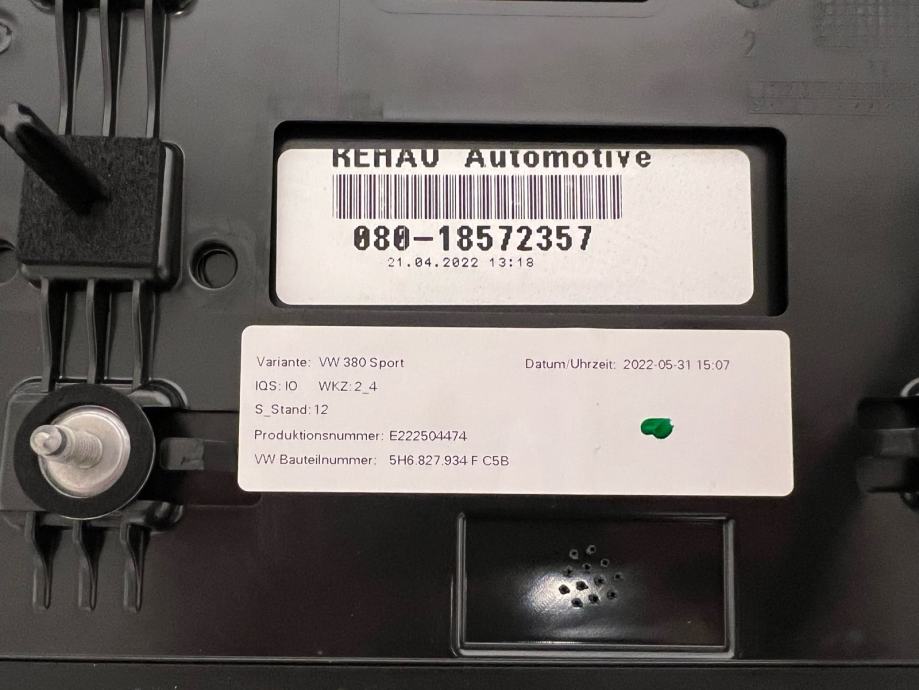 REHAU Automotive
080-18572357
21.04.2022 13:18
Variante: VW 380 Sport Datum/Uhrzeit: 2022-05-31 15:07
IQS: IO WKZ: 2_4
S_Stand: 12
Produktionsnummer: E222504474
VW Bauteilnummer: 5H6.827.934 F C5B